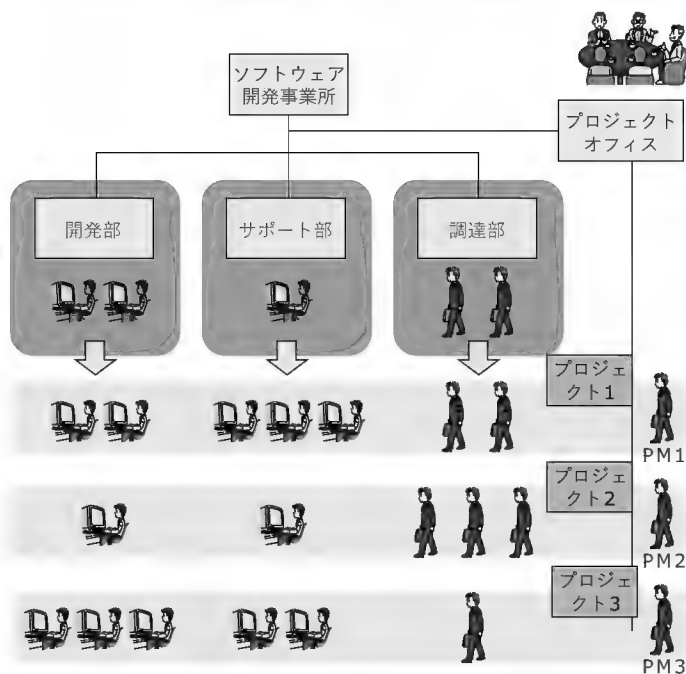 ソフトウェア
開発事業所
プロジェクト
オフィス
開発部
サポート部
調達部
プロジェ
クト1
PM1
プロジェ
クト2
PM2
プロジェ
クト3
PM3